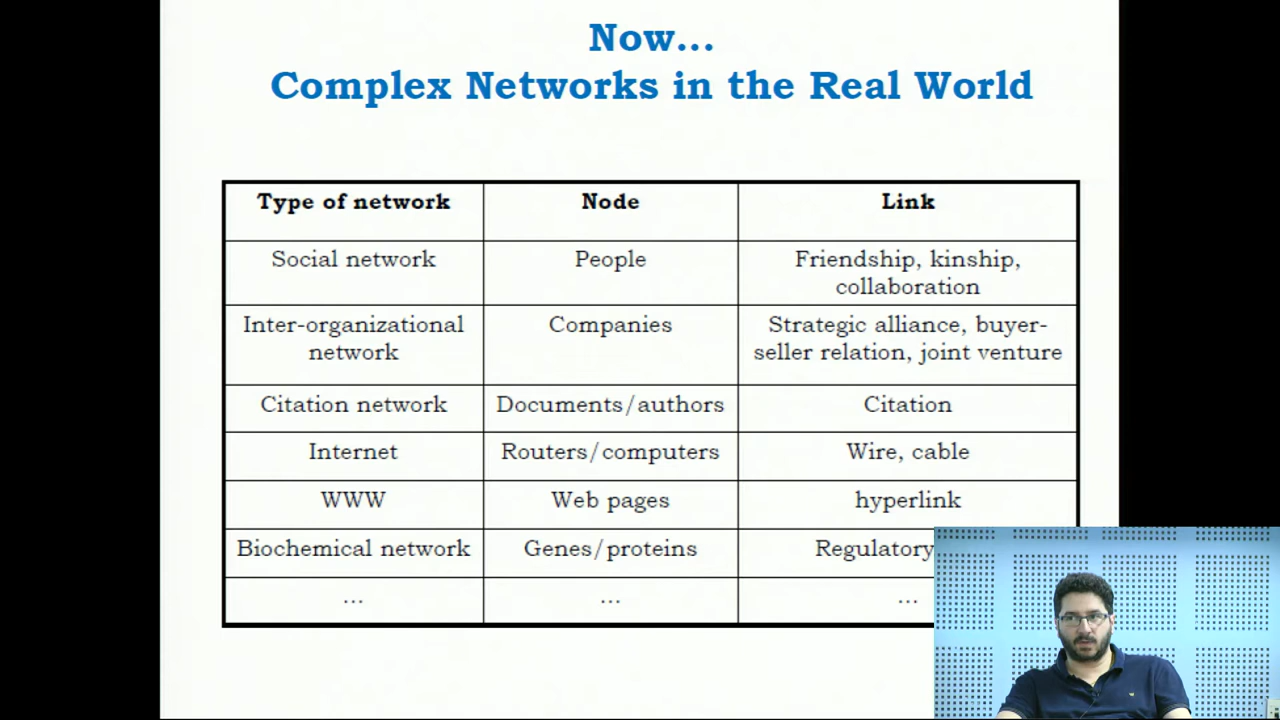 Now...
Complex Networks in the Real World
Type of network Node Link
Social network People Friendship, kinship,
collaboration
Inter-organizational
network Companies Strategic alliance, buyer-
seller relation, joint venture
Citation network Documents/authors Citation
Internet Routers/computers Wire, cable
WWW Web pages hyperlink
Biochemical network Genes/proteins Regulatory
... ... ...